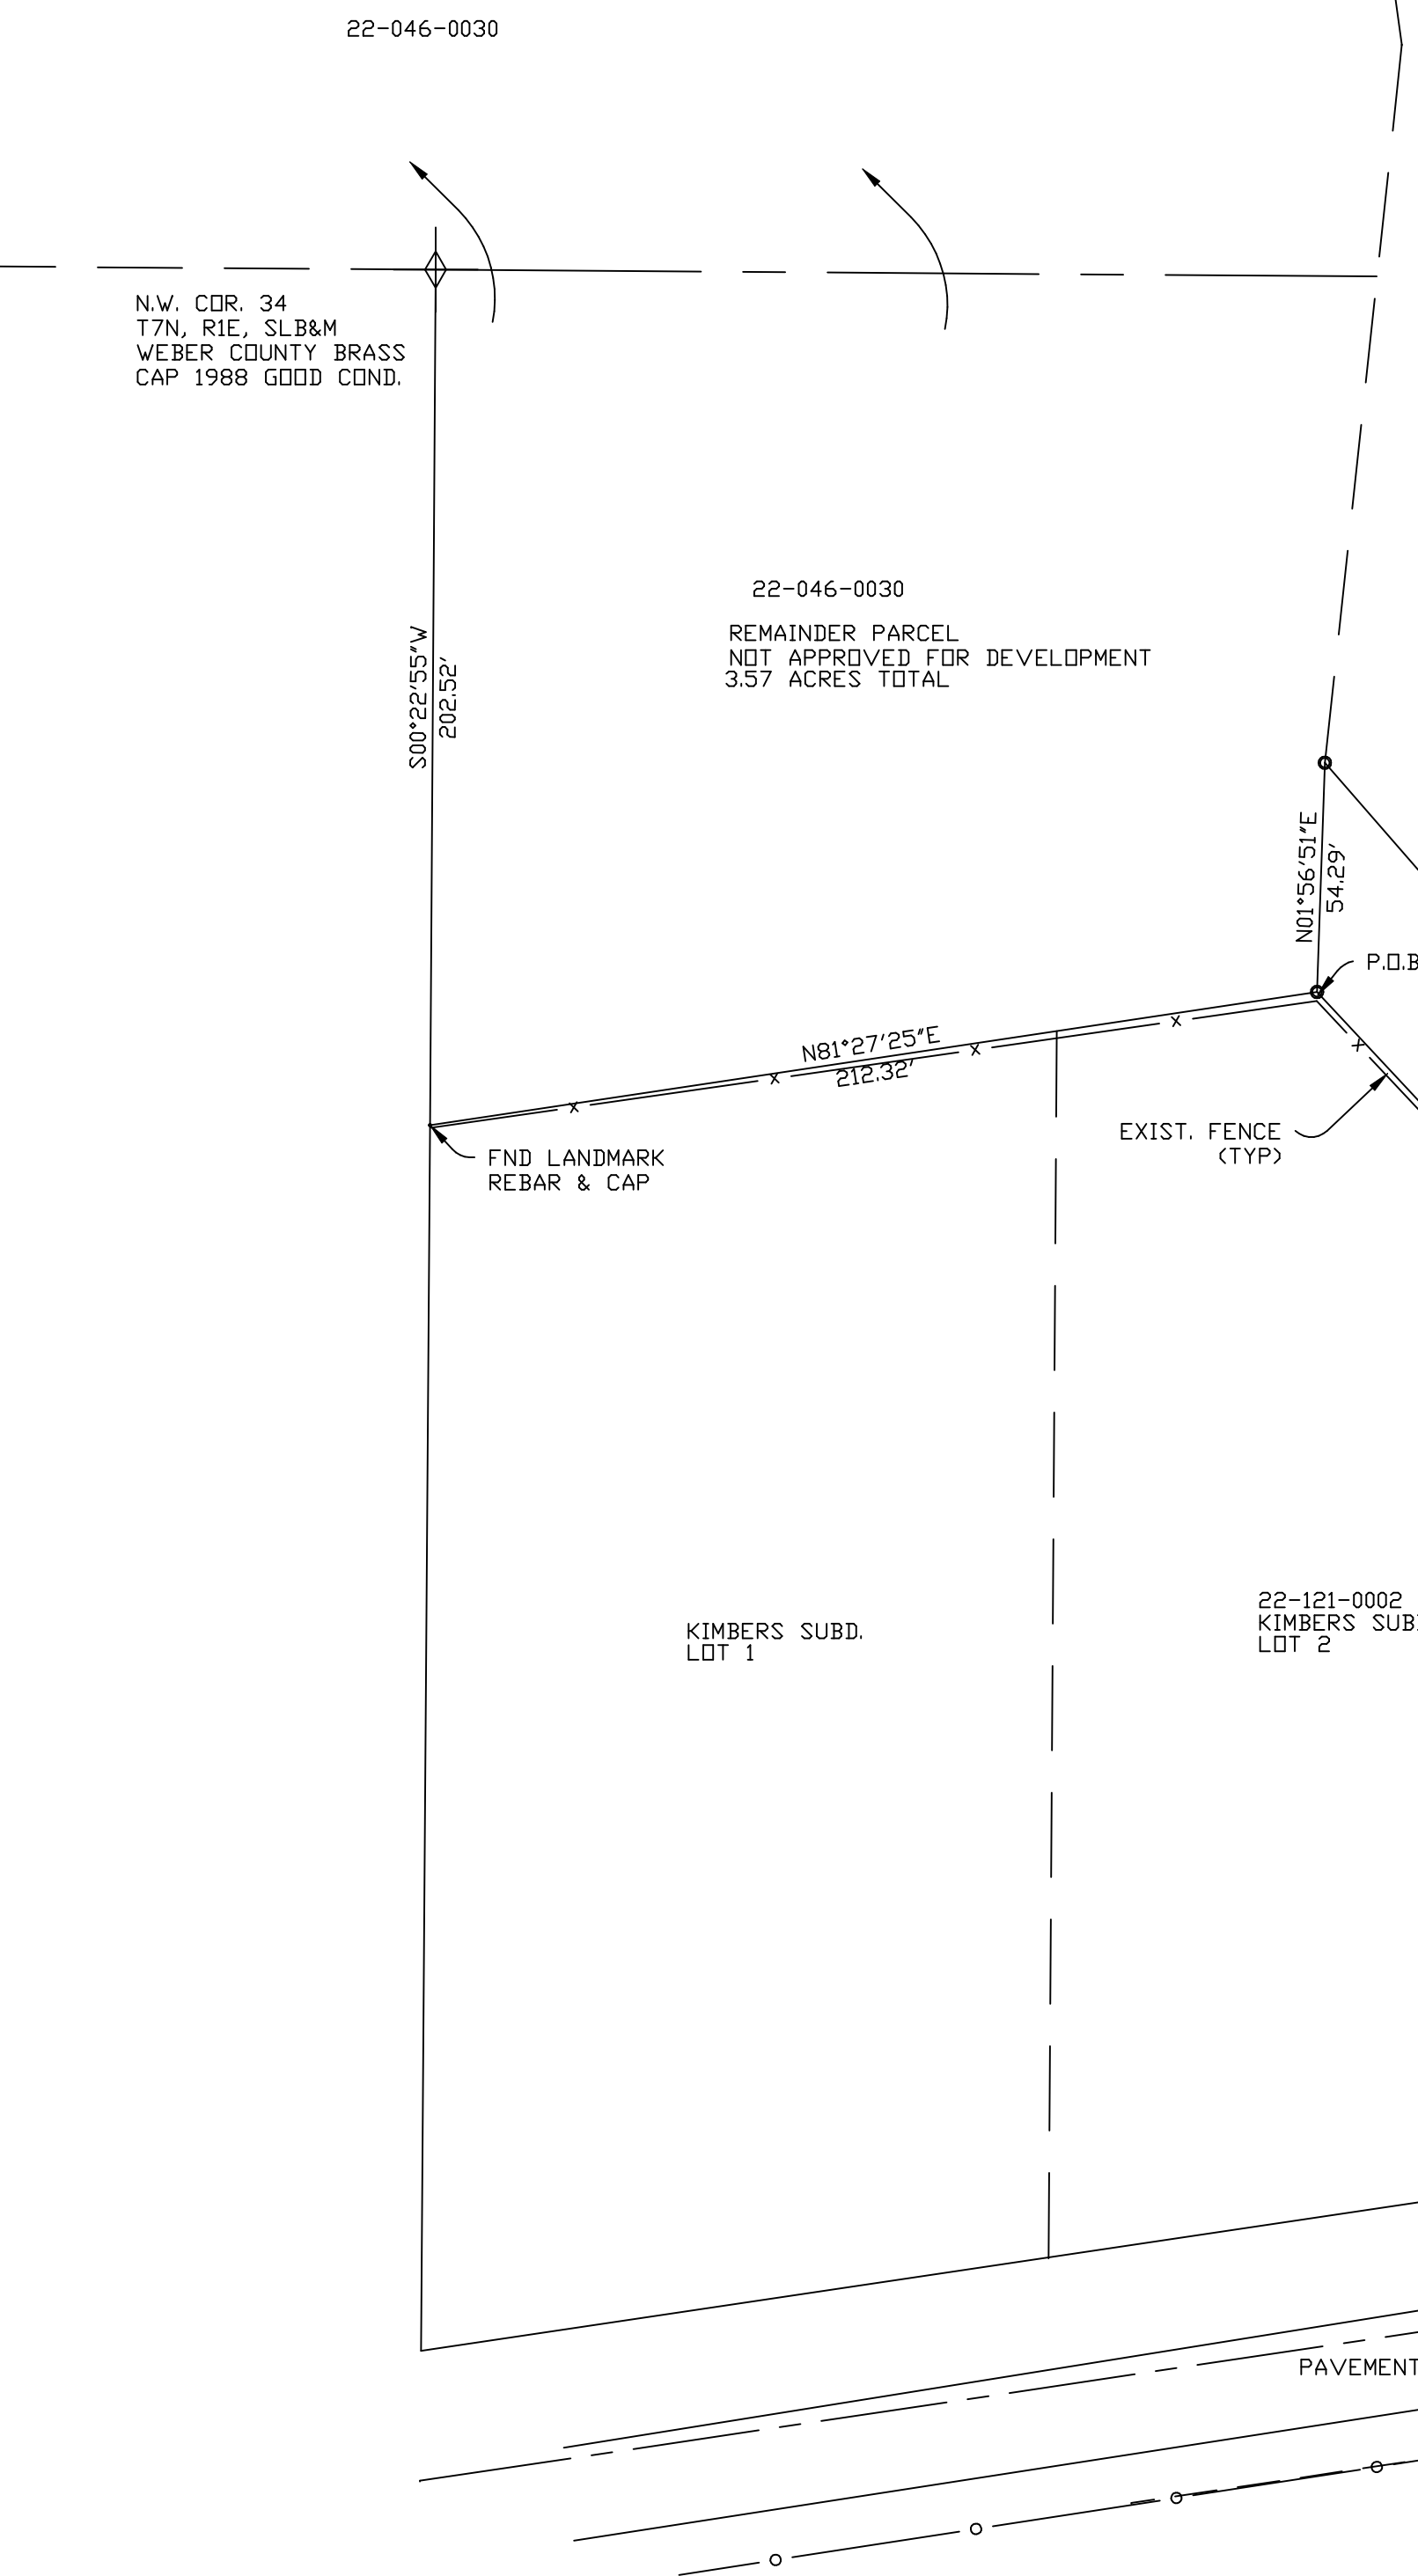 22-046-0030
N.W. COR. 34
T7N, R1E, SLB&M
WEBER COUNTY BRASS
CAP 1988 GOOD COND.
22-046-0030
REMAINDER PARCEL
NOT APPROVED FOR DEVELOPMENT
3.57 ACRES TOTAL
S00°22'55"W
202.52'
N01°56'51"E
54.29'
P.O.B
N81°27'25"E
212.32'
EXIST. FENCE
(TYP)
FND LANDMARK
REBAR & CAP
KIMBERS SUBD.
LOT 1
22-121-0002
KIMBERS SUB
LOT 2
PAVEMENT